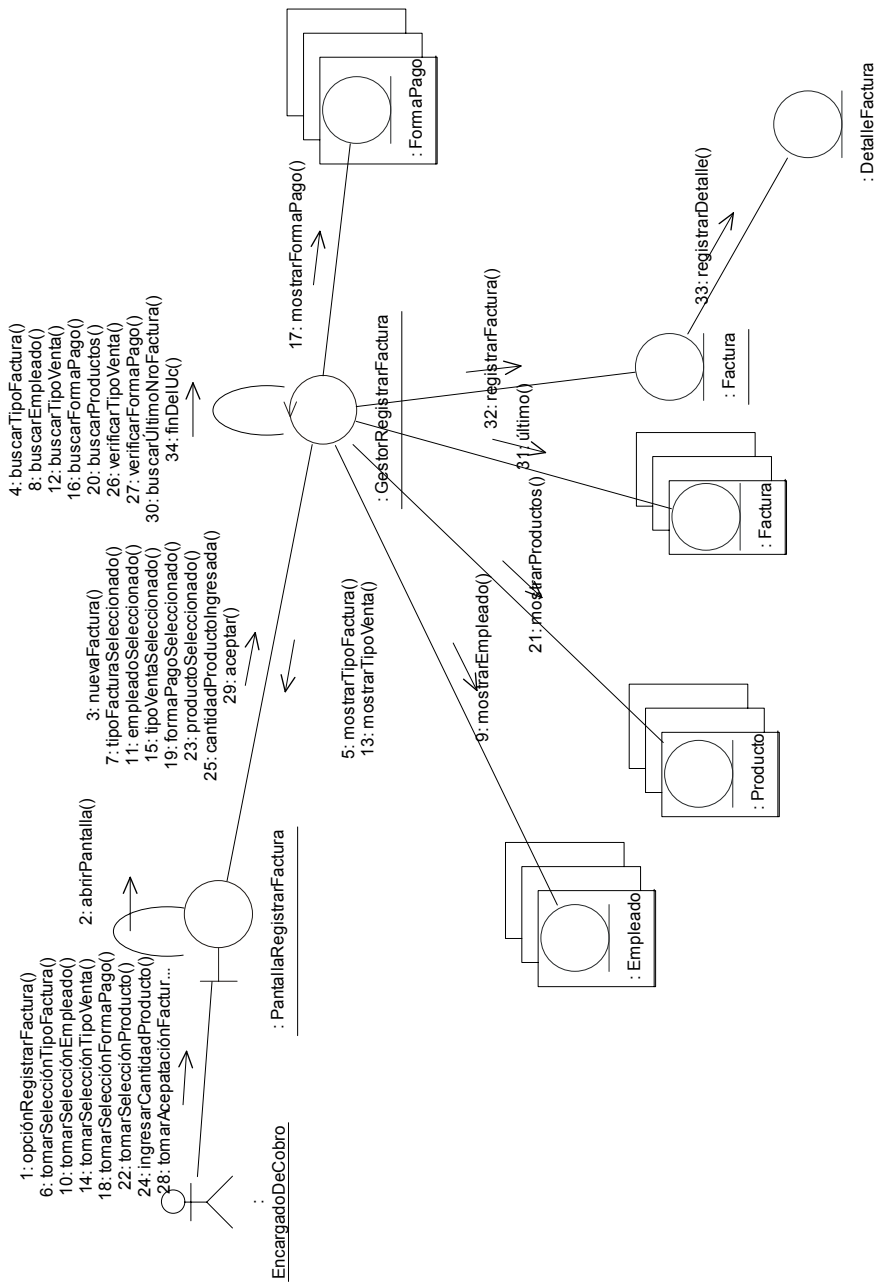 1: opciónRegistrarFactura()
6: tomarSelecciónTipoFactura()
10: tomarSelecciónEmpleado()
14: tomarSelecciónTipoVenta()
18: tomarSelecciónFormaPago()
22: tomarSelecciónProducto()
24: ingresarCantidadProducto()
28: tomarAcepataciónFactur...
:
EncargadoDeCobro
2: abrirPantalla()
: PantallaRegistrarFactura
3: nuevaFactura()
7: tipoFacturaSeleccionado()
11: empleadoSeleccionado()
15: tipoVentaSeleccionado()
19: formaPagoSeleccionado()
23: productoSeleccionado()
25: cantidadProductoIngresada()
29: aceptar()
5: mostrarTipoFactura()
13: mostrarTipoVenta()
4: buscarTipoFactura()
8: buscarEmpleado()
12: buscarTipoVenta()
16: buscarFormaPago()
20: buscarProductos()
26: verificarTipoVenta()
27: verificarFormaPago()
30: buscarÚltimoNroFactura()
34: finDelUc()
: GestorRegistrarFactura
17: mostrarFormaPago()
: FormaPago
9: mostrarEmpleado()
: Empleado
21: mostrarProductos()
: Producto
31: último()
: Factura
32: registrarFactura()
: Factura
33: registrarDetalle()
: DetalleFactura